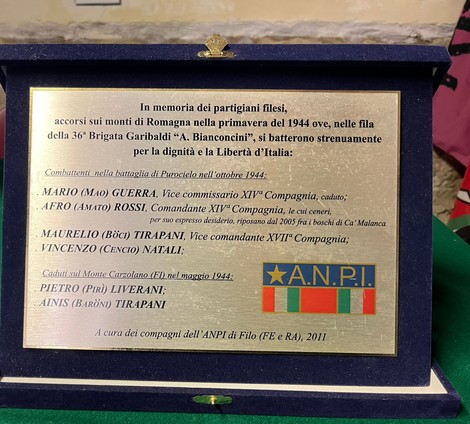 In memoria dei partigiani filesi,
accorsi sui monti di Romagna nella primavera del 1944 ove, nelle fila
della 36ª Brigata Garibaldi “A. Bianconcini”, si batterono strenuamente
per la dignità e la Libertà d’Italia:
Combattenti nella battaglia di Purocielo nell'ottobre 1944:
. MARIO (MAO) GUERRA, Vice commissario XIVª Compagnia, caduto;
. AFRO (AMATO) ROSSI, Comandante XIVª Compagnia, le cui ceneri,
per suo espresso desiderio, riposano dal 2005 fra i boschi di Ca’ Malanca
. MAURELIO (BÖCI) TIRAPANI, Vice comandante XVIIª Compagnia;
. VINCENZO (CENCIO) NATALI;
Caduti sul Monte Carzolano (FI) nel maggio 1944:
. PIETRO (PIRÌ) LIVERANI;
. AINIS (BARÖNI) TIRAPANI
A.N.P.I.
A cura dei compagni dell’ANPI di Filo (FE e RA), 2011